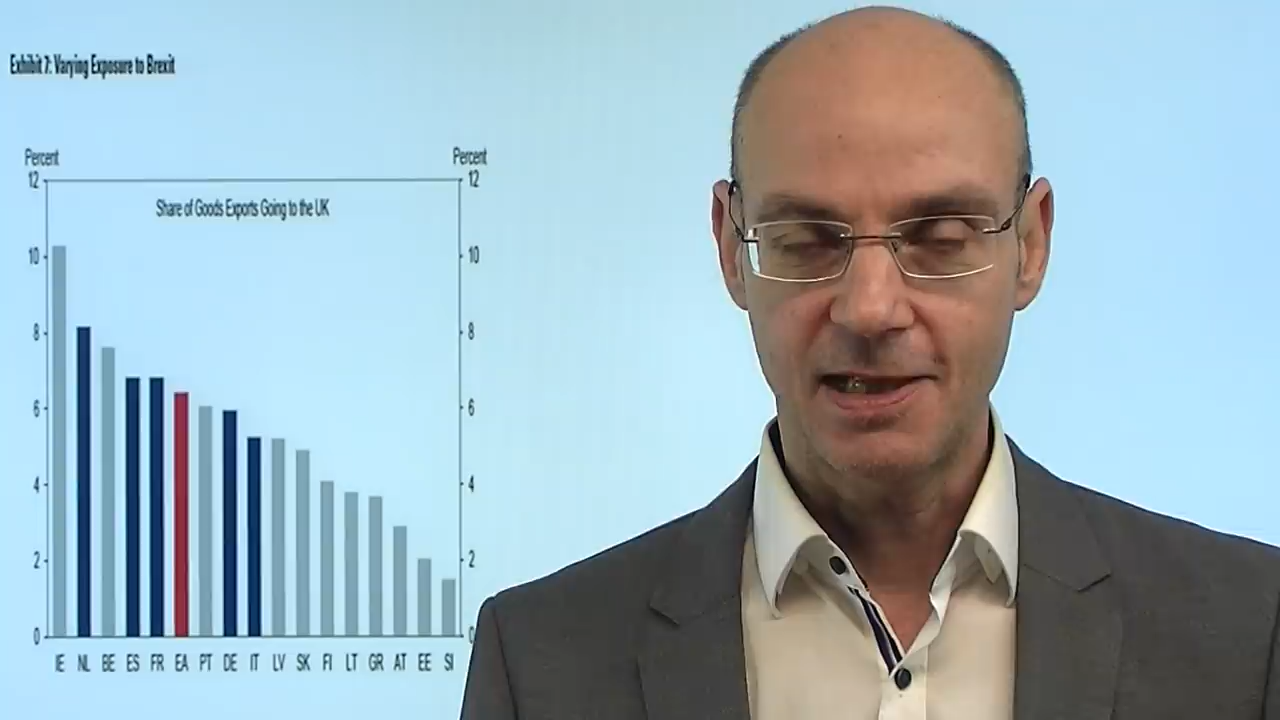 Exhibit 7: Varying Exposure to Brexit
Percent Percent
12 12
Share of Goods Exports Going to the UK
10 10
8 8
6 6
4 4
2 2
0 0
IE NL BE ES FR EA PT DE IT LV SK FI LT GR AT EE SI